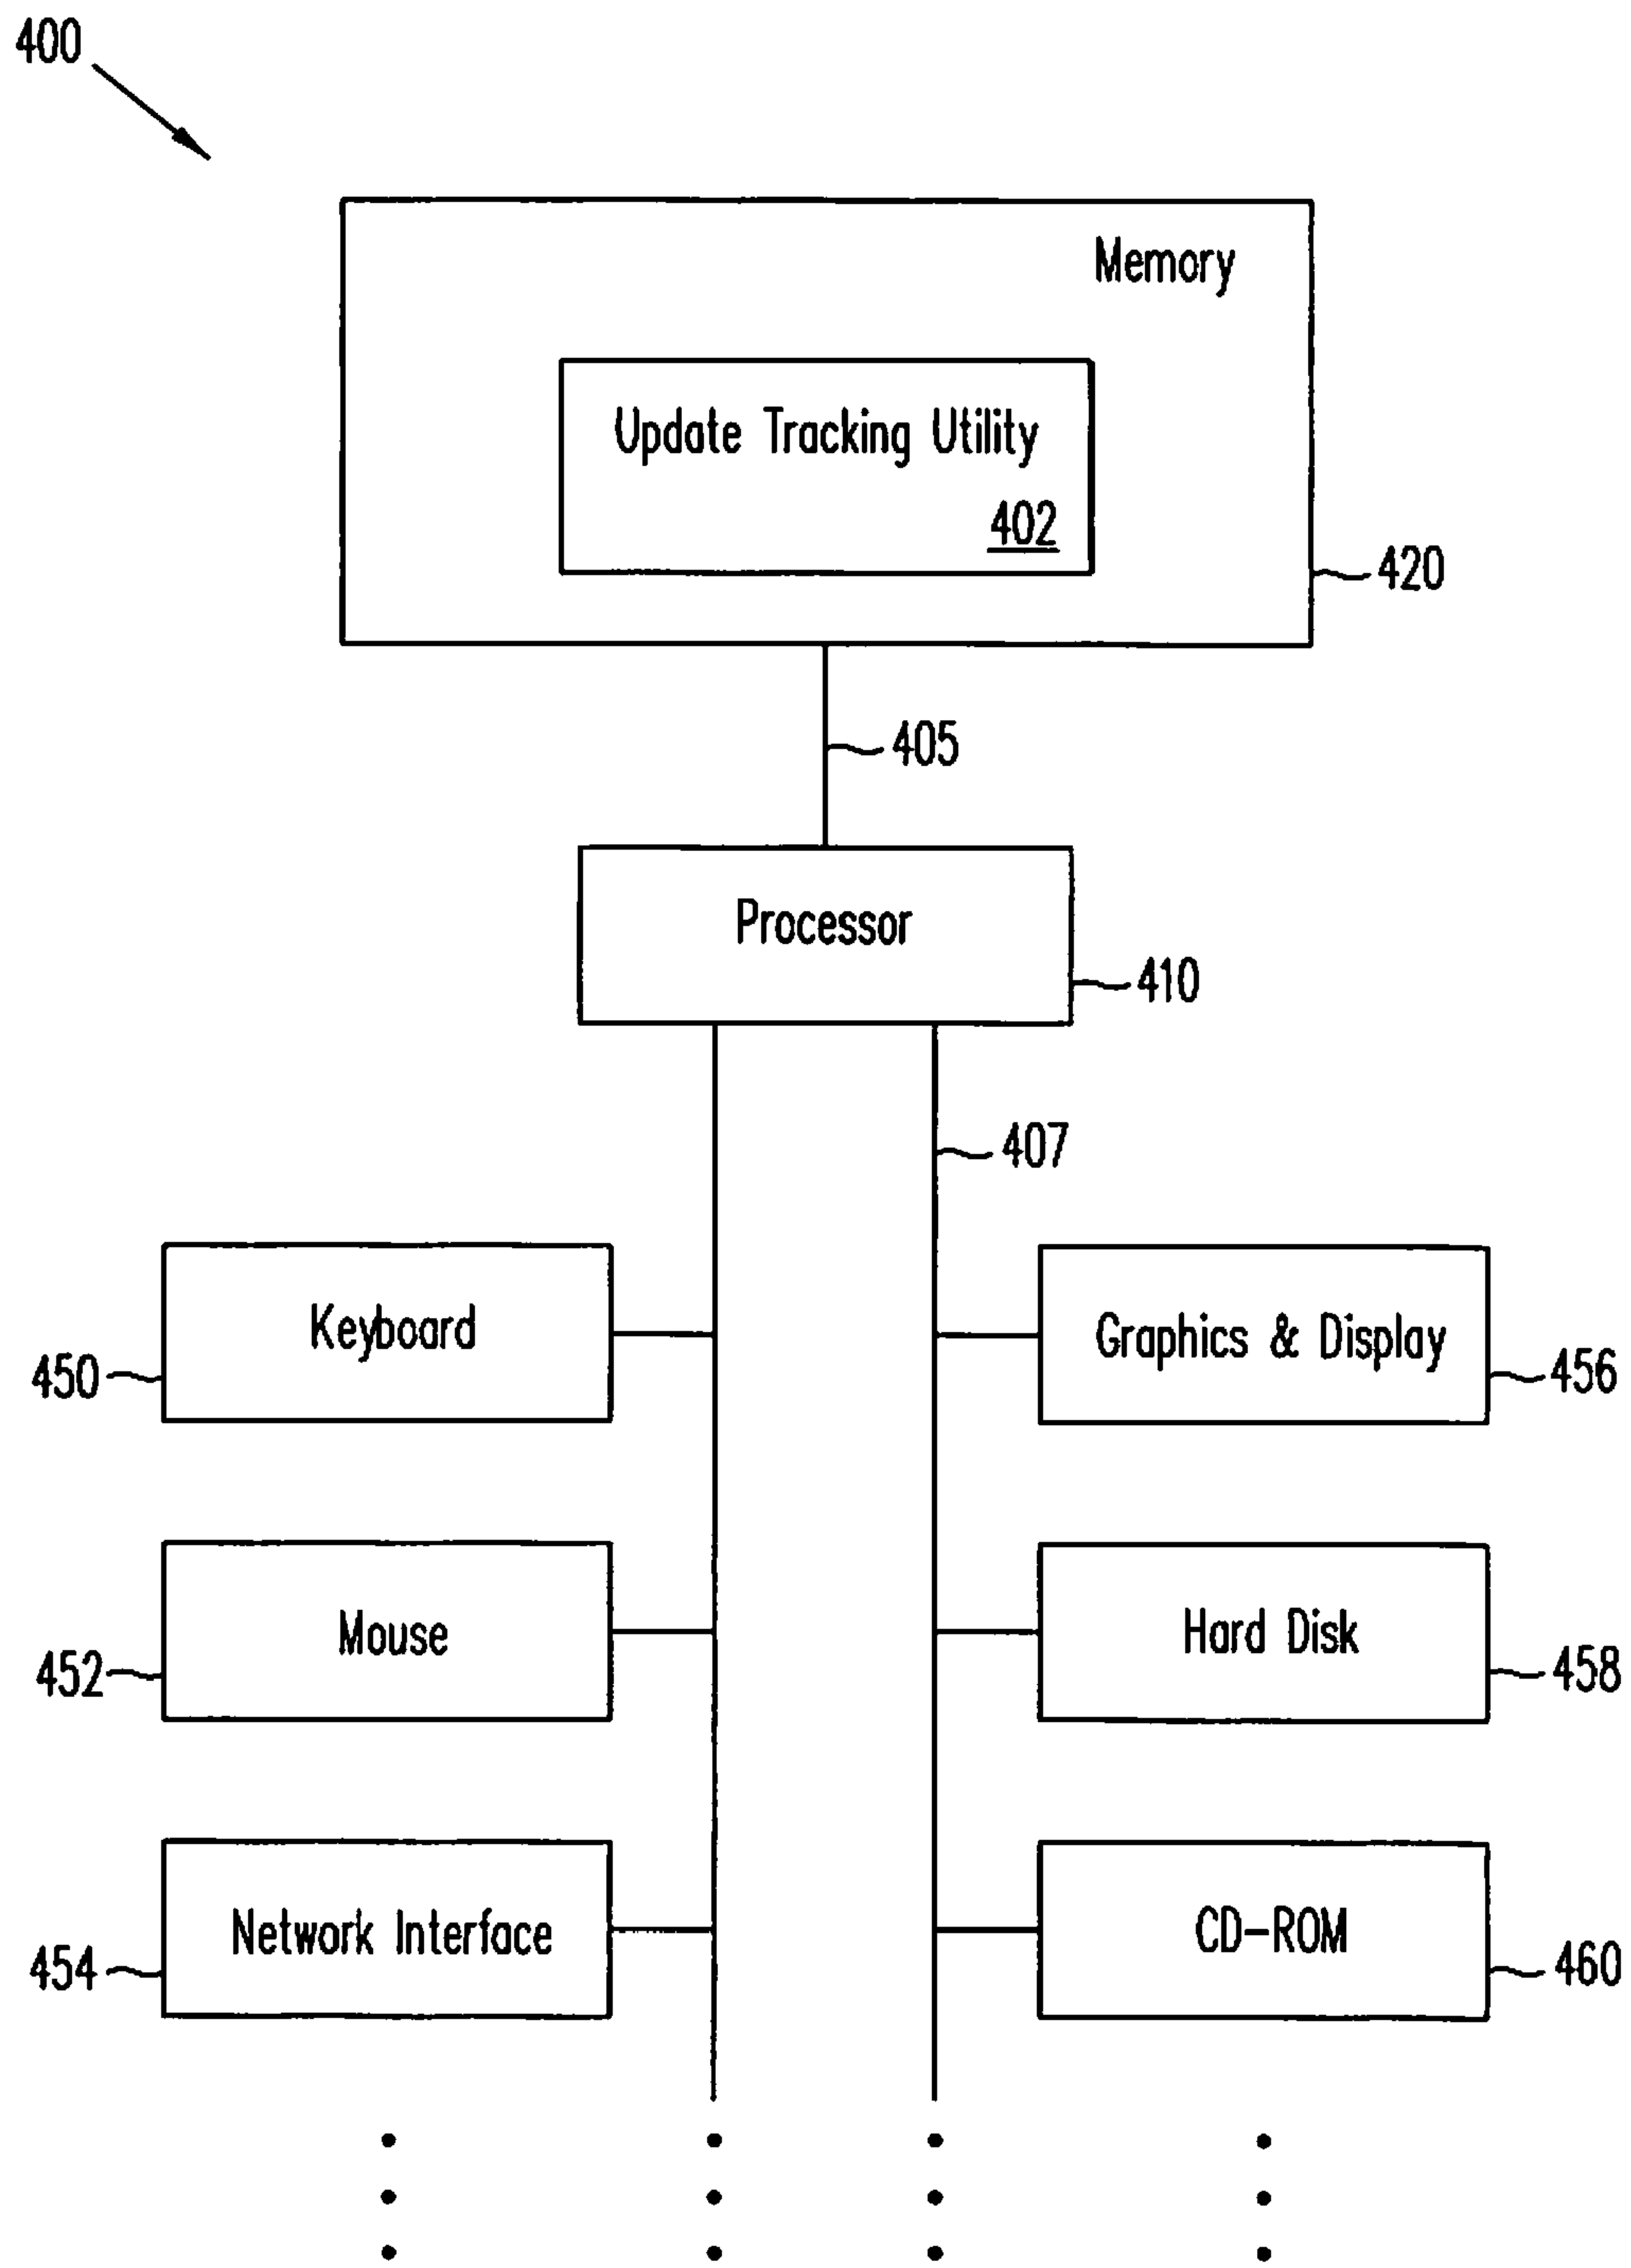 400
Memory
Update Tracking Utility
402
420
405
Processor
410
407
Keyboard
450
Graphics & Display
456
Mouse
452
Hard Disk
458
Network Interface
454
CD-ROM
460